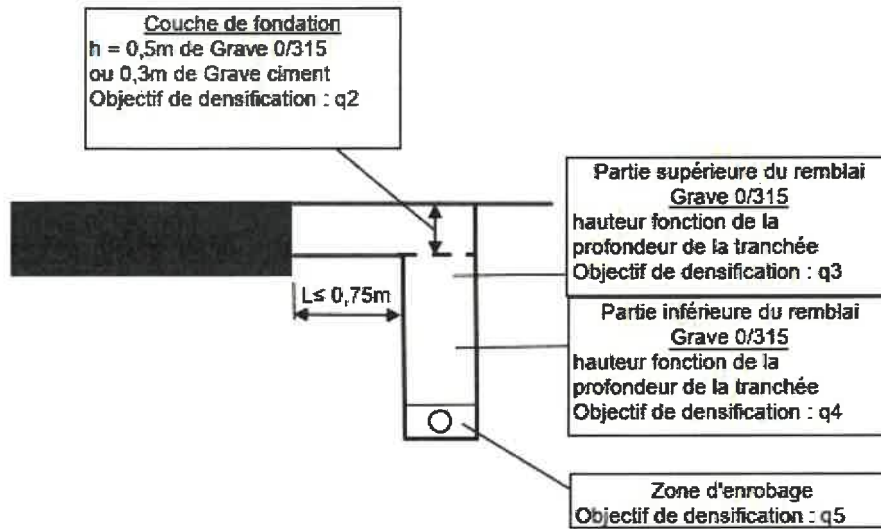 Couche de fondation
h = 0,5m de Grave 0/315
ou 0,3m de Grave ciment
Objectif de densification : q2
Partie supérieure du remblai
Grave 0/315
hauteur fonction de la
profondeur de la tranchée
Objectif de densification : q3
L≤ 0,75m
Partie inférieure du remblai
Grave 0/315
hauteur fonction de la
profondeur de la tranchée
Objectif de densification : q4
Zone d'enrobage
Objectif de densification : q5